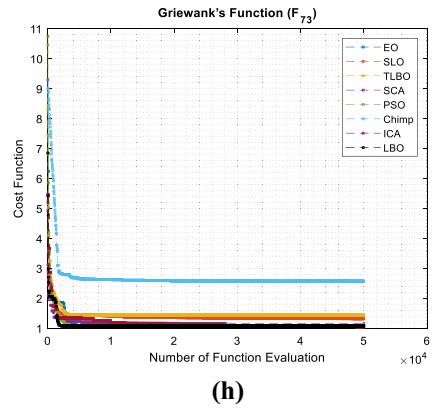 Griewank's Function (F73)
11
10
9
8
7
6
5
4
3
2
1
Cost Function
EO
SLO
TLBO
SCA
PSO
Chimp
ICA
LBO
0 1 2 3 4 5 6
×10^4
Number of Function Evaluation
(h)